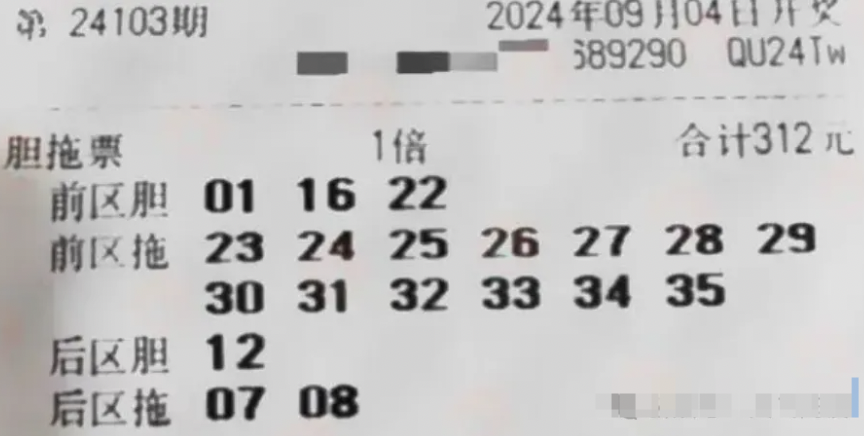 第 24103期 2024年09月04日开奖
689290 QU24Tw
胆拖票 1倍 合计312元
前区胆 01 16 22
前区拖 23 24 25 26 27 28 29
30 31 32 33 34 35
后区胆 12
后区拖 07 08